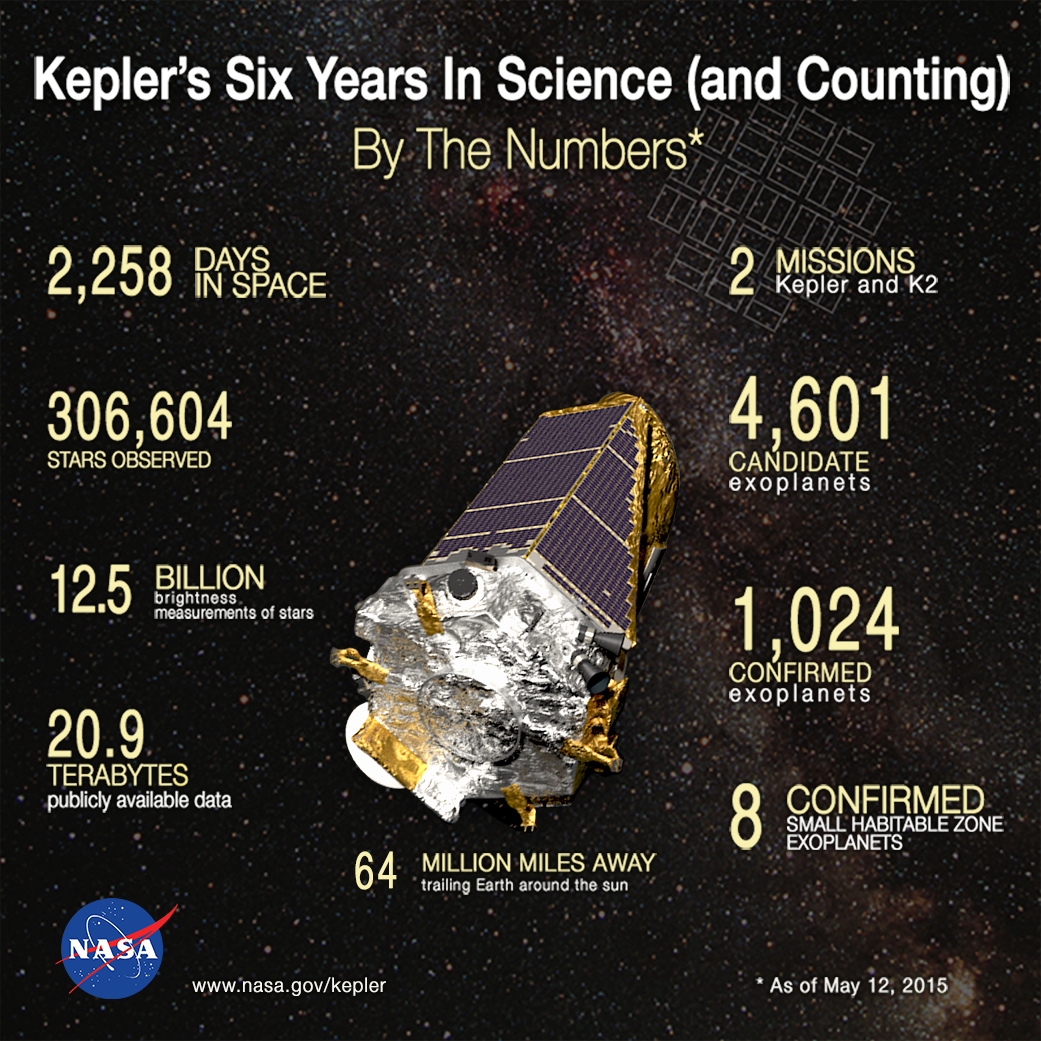 Kepler's Six Years In Science (and Counting)
By The Numbers*
2,258 DAYS
IN SPACE
306,604
STARS OBSERVED
12.5 BILLION
brightness
measurements of stars
20.9
TERABYTES
publicly available data
2 MISSIONS
Kepler and K2
4,601
CANDIDATE
exoplanets
1,024
CONFIRMED
exoplanets
8 CONFIRMED
SMALL HABITABLE ZONE
EXOPLANETS
64 MILLION MILES AWAY
trailing Earth around the sun
NASA
www.nasa.gov/kepler
* As of May 12, 2015